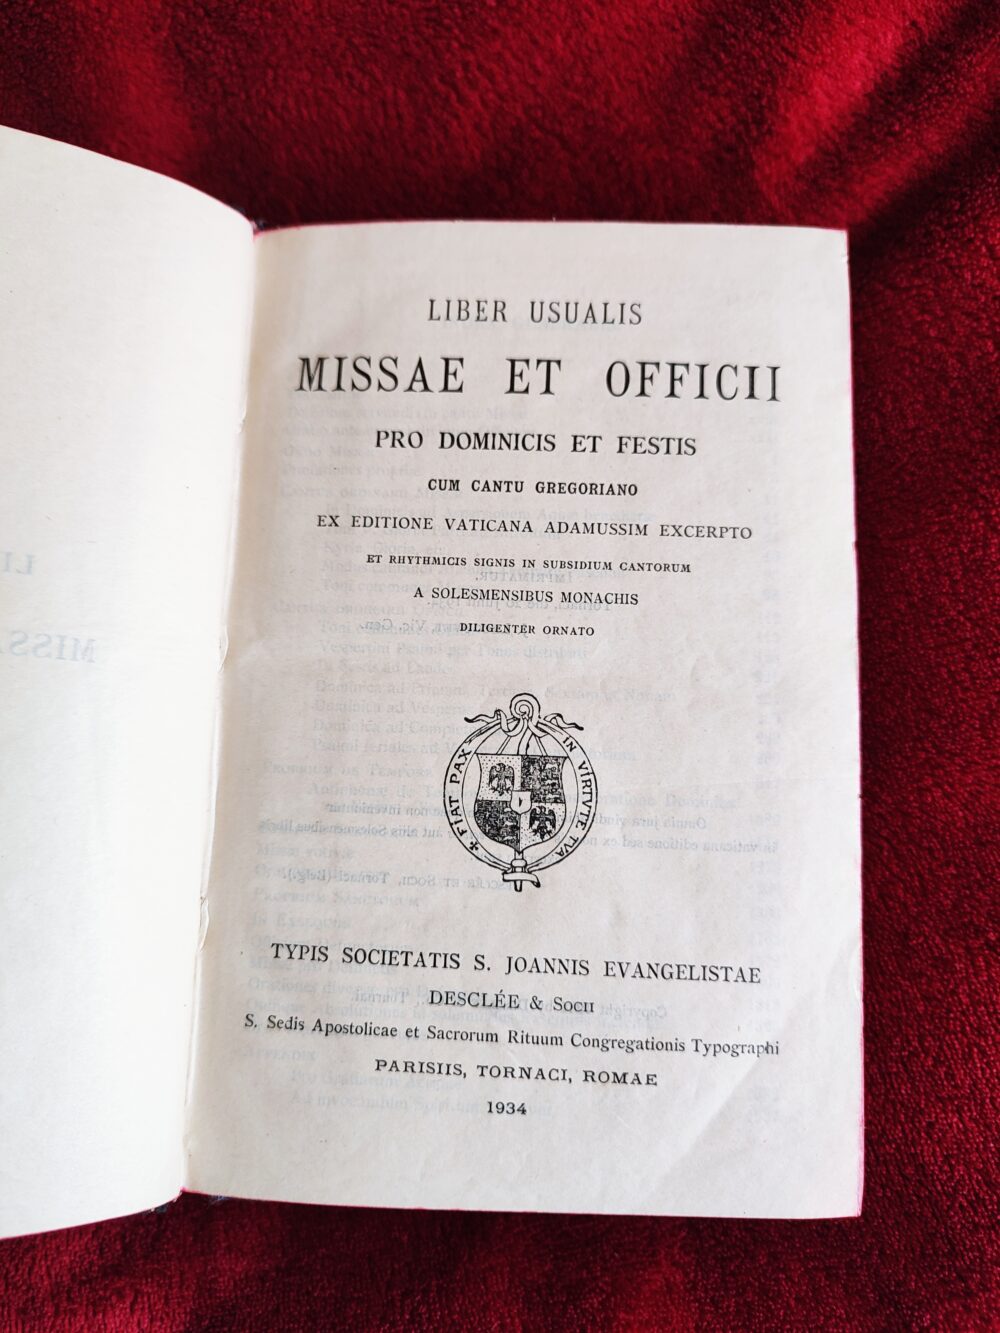 LIBER USUALIS
MISSAE ET OFFICII
PRO DOMINICIS ET FESTIS
CUM CANTU GREGORIANO
EX EDITIONE VATICANA ADAMUSSIM EXCERPTO
ET RHYTHMICIS SIGNIS IN SUBSIDIUM CANTORUM
A SOLESMENSIBUS MONACHIS
DILIGENTER ORNATO
✠ FIAT PAX IN VIRTUTE TUA
TYPIS SOCIETATIS S. JOANNIS EVANGELISTAE
DESCLÉE & SOCII
S. Sedis Apostolicae et Sacrorum Rituum Congregationis Typographi
PARISIIS, TORNACI, ROMAE
1934